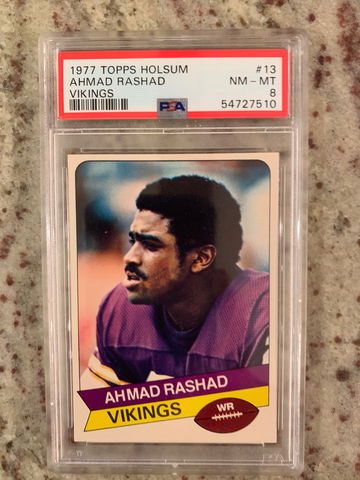 1977 TOPPS HOLSUM #13
AHMAD RASHAD NM - MT
VIKINGS PSA 8
54727510
AHMAD RASHAD
VIKINGS WR